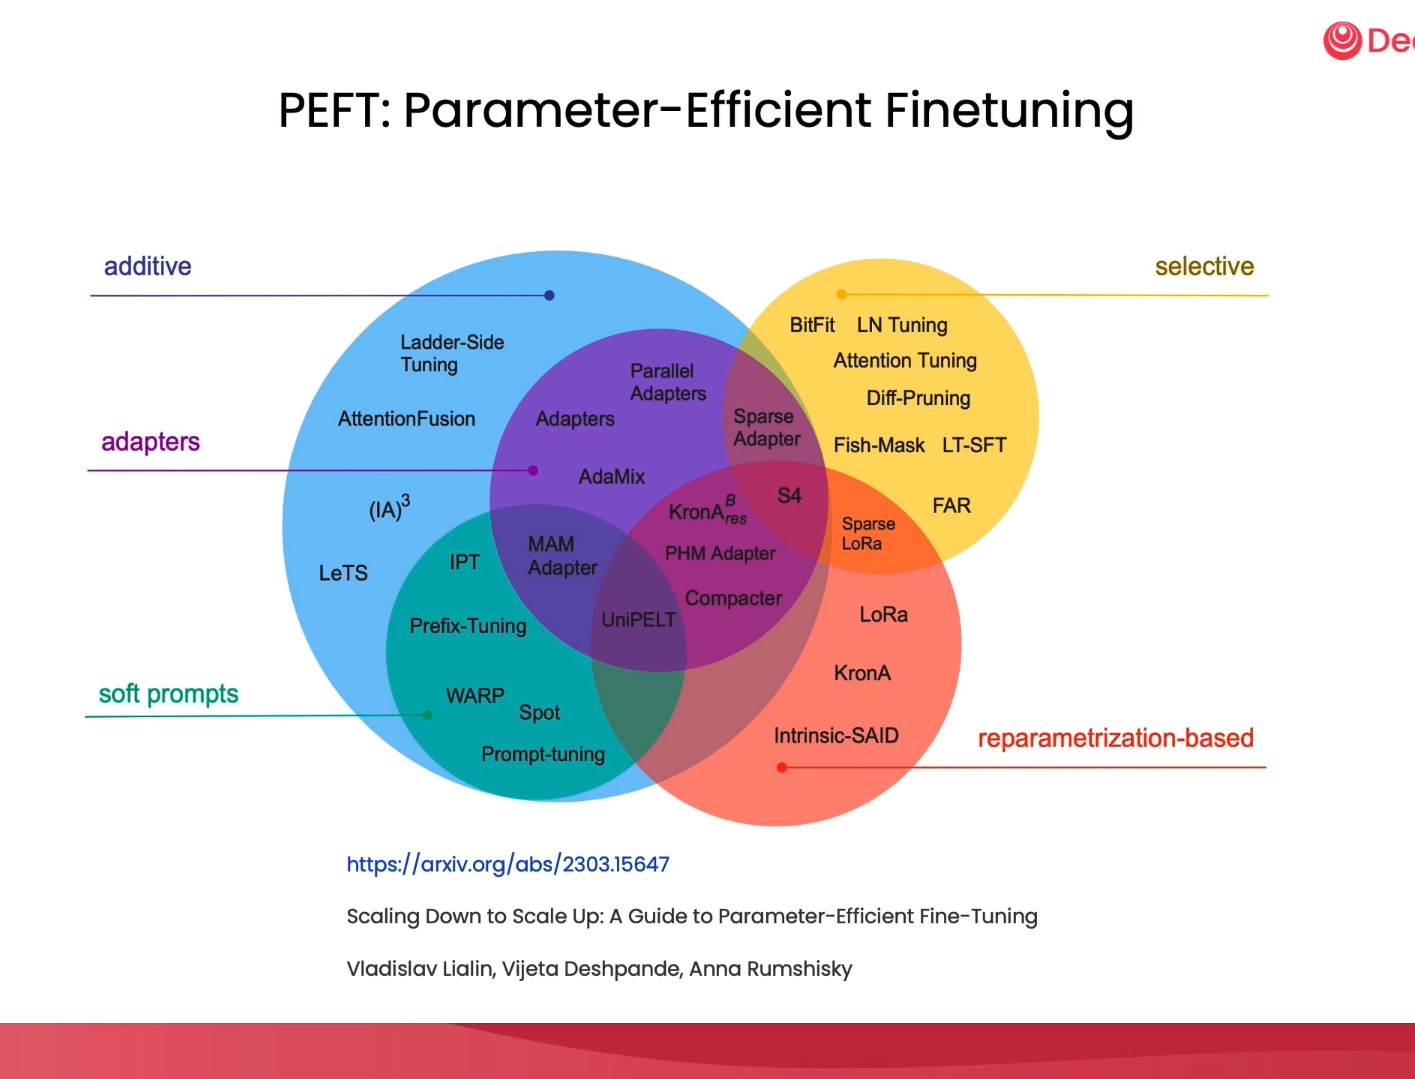 Dec
PEFT: Parameter-Efficient Finetuning
additive
selective
BitFit LN Tuning
Ladder-Side
Tuning
Attention Tuning
Parallel
Adapters
Diff-Pruning
AttentionFusion
Adapters
Sparse
Adapter
adapters
Fish-Mask LT-SFT
AdaMix
(IA)³
KronA^B_res
S4
FAR
Sparse
LoRa
MAM
Adapter
IPT
PHM Adapter
LeTS
Compacter
LoRa
Prefix-Tuning
UniPELT
KronA
soft prompts
WARP
Spot
Intrinsic-SAID
reparametrization-based
Prompt-tuning
https://arxiv.org/abs/2303.15647
Scaling Down to Scale Up: A Guide to Parameter-Efficient Fine-Tuning
Vladislav Lialin, Vijeta Deshpande, Anna Rumshisky